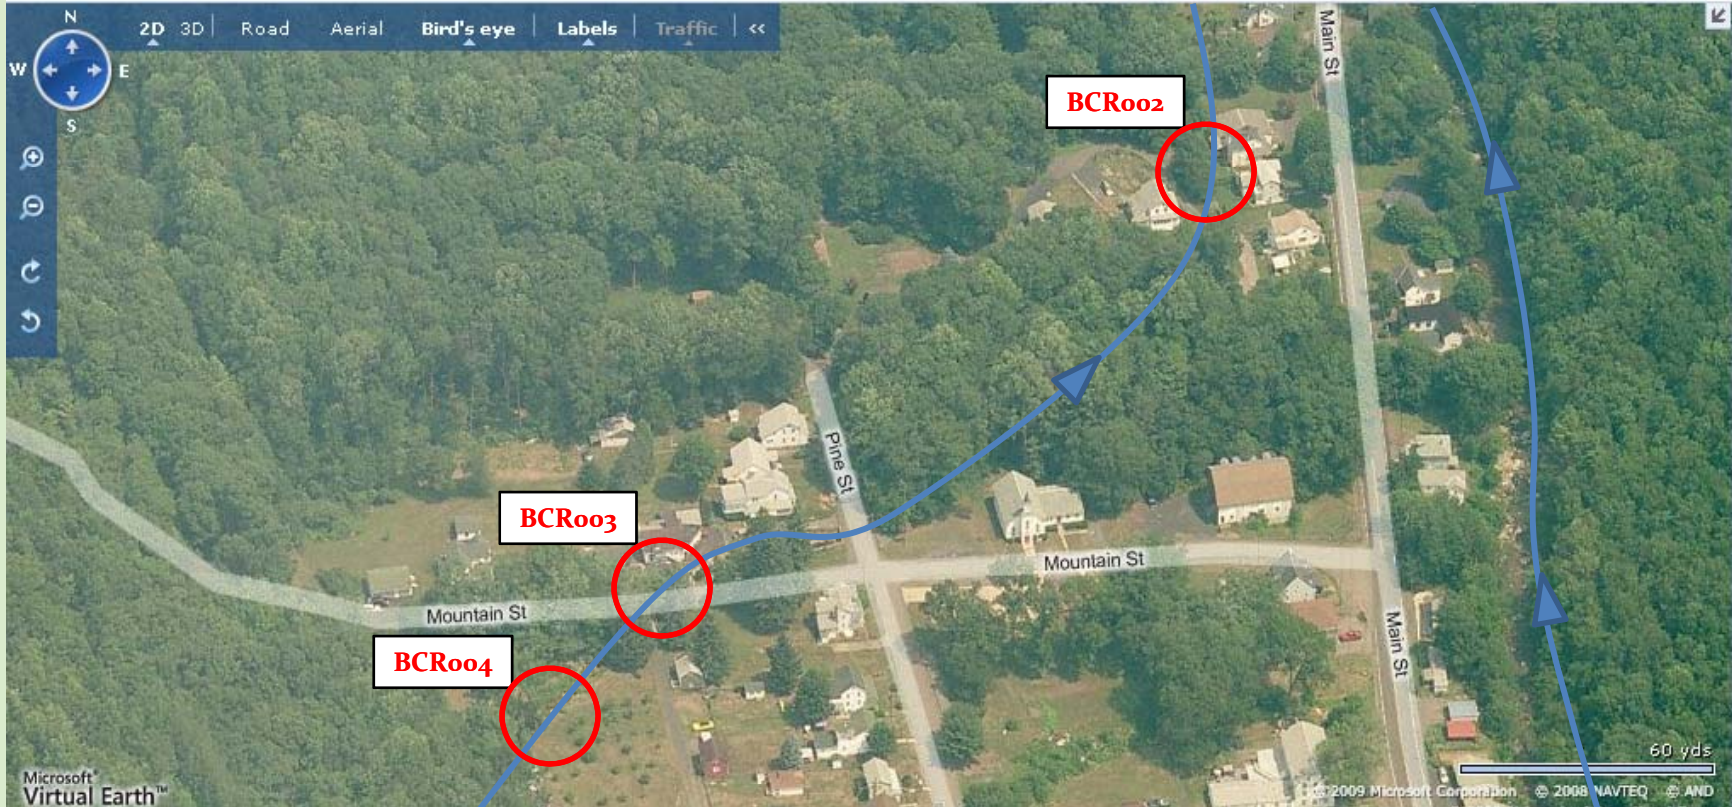 N
2D 3D Road Aerial Bird's eye Labels Traffic <<
W E
S
Main St
BCR002
Pine St
BCR003
Mountain St
Mountain St
BCR004
Main St
60 yds
Microsoft®
Virtual Earth™
© 2009 Microsoft Corporation © 2008 NAVTEQ © AND